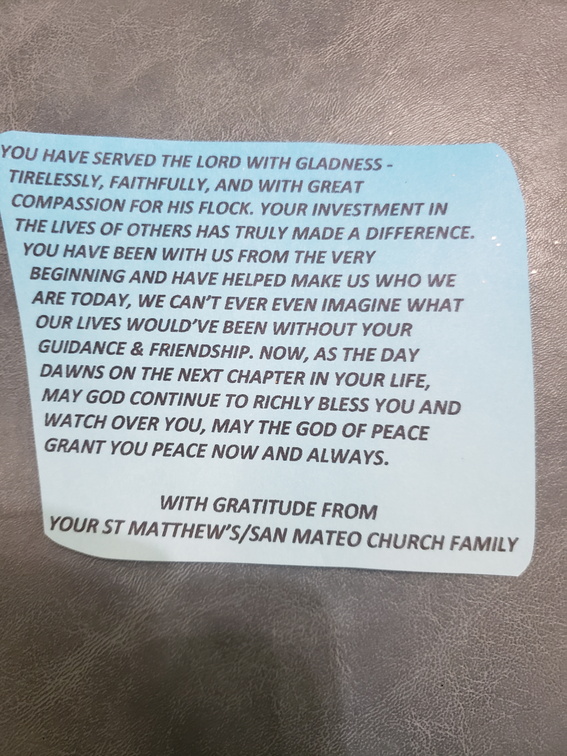 YOU HAVE SERVED THE LORD WITH GLADNESS -
TIRELESSLY, FAITHFULLY, AND WITH GREAT
COMPASSION FOR HIS FLOCK. YOUR INVESTMENT IN
THE LIVES OF OTHERS HAS TRULY MADE A DIFFERENCE.
YOU HAVE BEEN WITH US FROM THE VERY
BEGINNING AND HAVE HELPED MAKE US WHO WE
ARE TODAY, WE CAN'T EVER EVEN IMAGINE WHAT
OUR LIVES WOULD'VE BEEN WITHOUT YOUR
GUIDANCE & FRIENDSHIP. NOW, AS THE DAY
DAWNS ON THE NEXT CHAPTER IN YOUR LIFE,
MAY GOD CONTINUE TO RICHLY BLESS YOU AND
WATCH OVER YOU, MAY THE GOD OF PEACE
GRANT YOU PEACE NOW AND ALWAYS.
WITH GRATITUDE FROM
YOUR ST MATTHEW'S/SAN MATEO CHURCH FAMILY